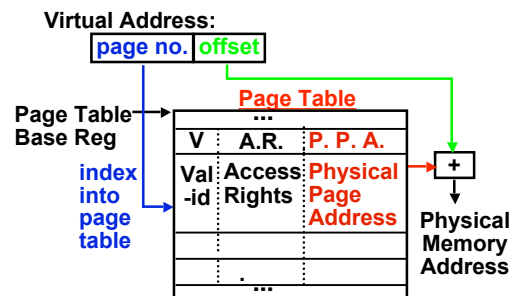 Virtual Address:
page no. offset
Page Table
Page Table
Base Reg
...
V A.R. P. P. A.
+
index
into
page
table
Val
-id
Access
Rights
Physical
Page
Address
Physical
Memory
Address
.
...